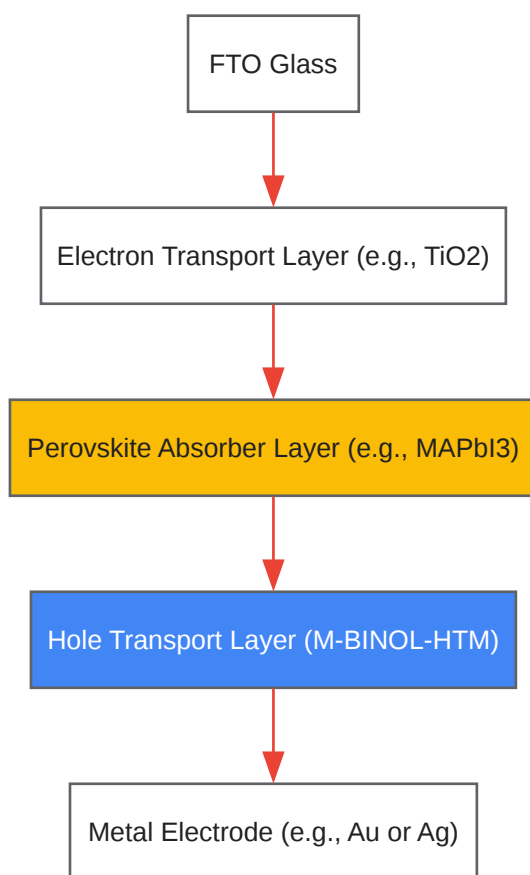 FTO Glass
Electron Transport Layer (e.g., TiO2)
Perovskite Absorber Layer (e.g., MAPbI3)
Hole Transport Layer (M-BINOL-HTM)
Metal Electrode (e.g., Au or Ag)